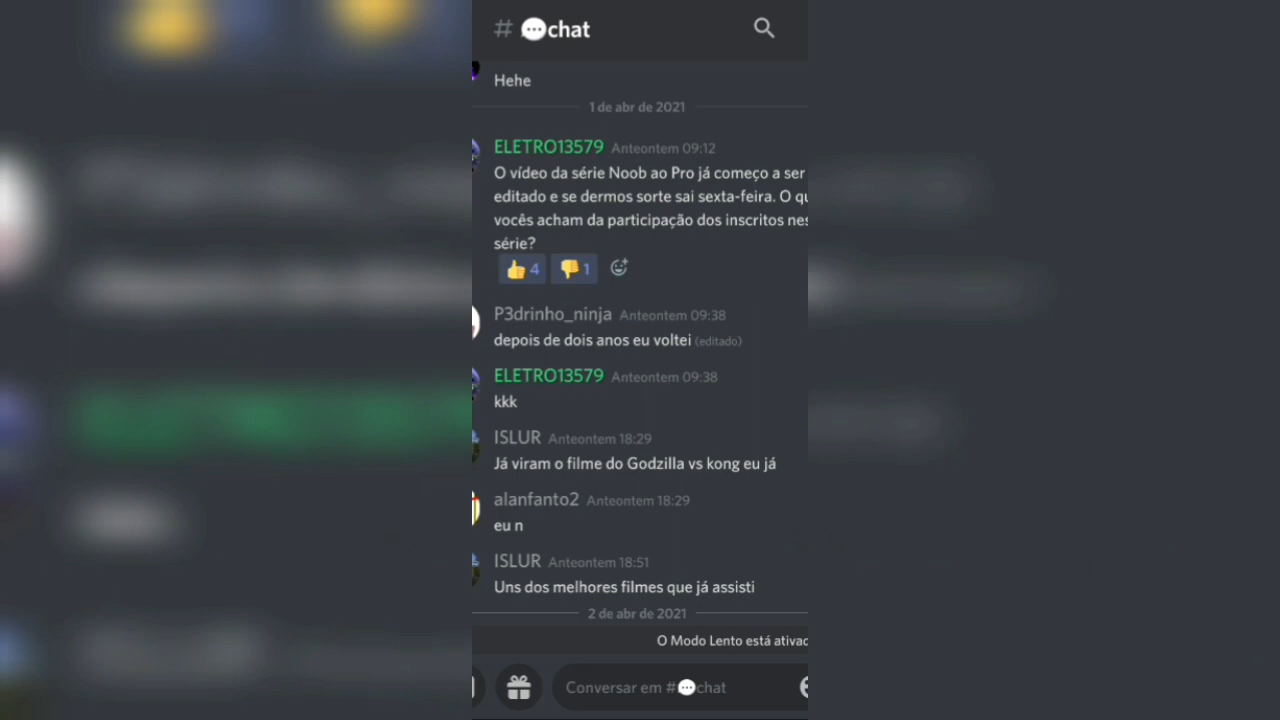 # 💬chat
Hehe
1 de abr de 2021
ELETRO13579 Anteontem 09:12
O vídeo da série Noob ao Pro já começo a ser
editado e se dermos sorte sai sexta-feira. O qu
vocês acham da participação dos inscritos nes
série?
👍 4 👎 1
P3drinho_ninja Anteontem 09:38
depois de dois anos eu voltei (editado)
ELETRO13579 Anteontem 09:38
kkk
ISLUR Anteontem 18:29
Já viram o filme do Godzilla vs kong eu já
alanfanto2 Anteontem 18:29
eu n
ISLUR Anteontem 18:51
Uns dos melhores filmes que já assisti
2 de abr de 2021
O Modo Lento está ativad
Conversar em #💬chat